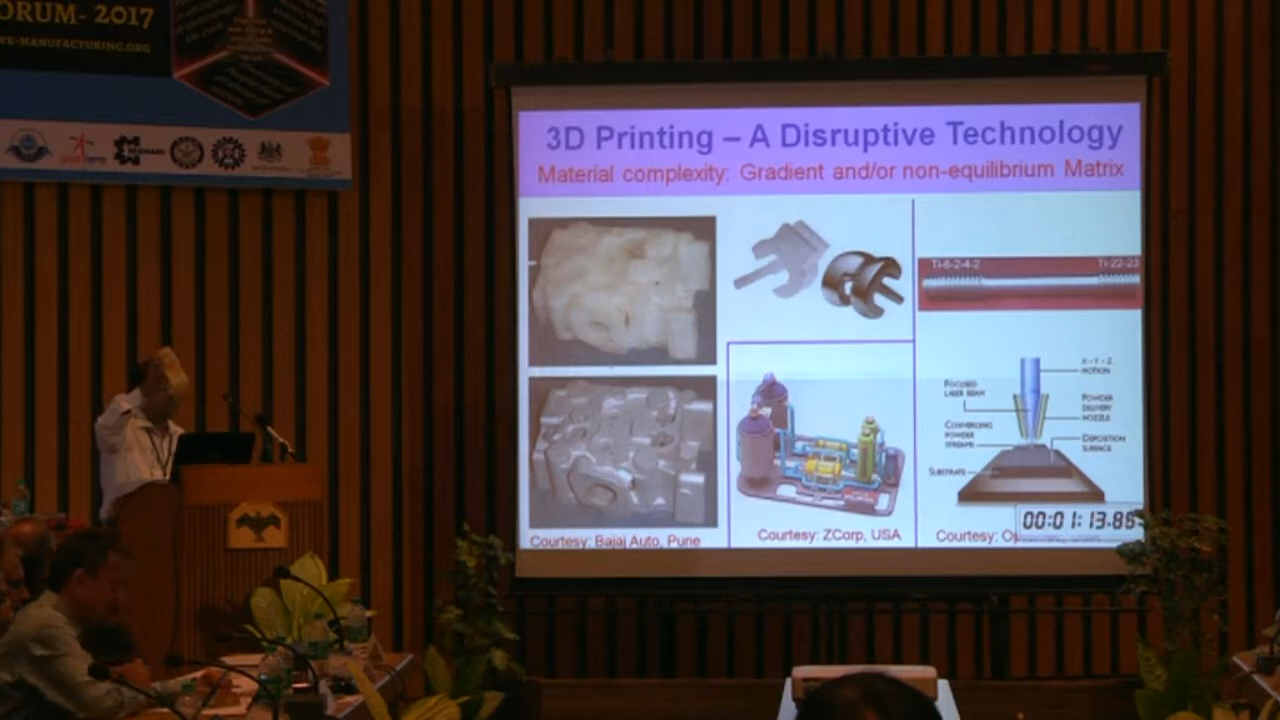 ORUM- 2017
E-MANUFACTURING.ORG
3D Printing – A Disruptive Technology
Material complexity: Gradient and/or non-equilibrium Matrix
Ti-6-2-4-2
Ti-22-23
X - Y - Z
MOTION
FOCUSED
LASER BEAM
POWDER
DELIVERY
NOZZLE
CONVERGING
POWDER
STREAMS
DEPOSITION
SURFACE
SUBSTRATE
00:01:13.86
Courtesy: Bajaj Auto, Pune
Courtesy: ZCorp, USA
Courtesy: